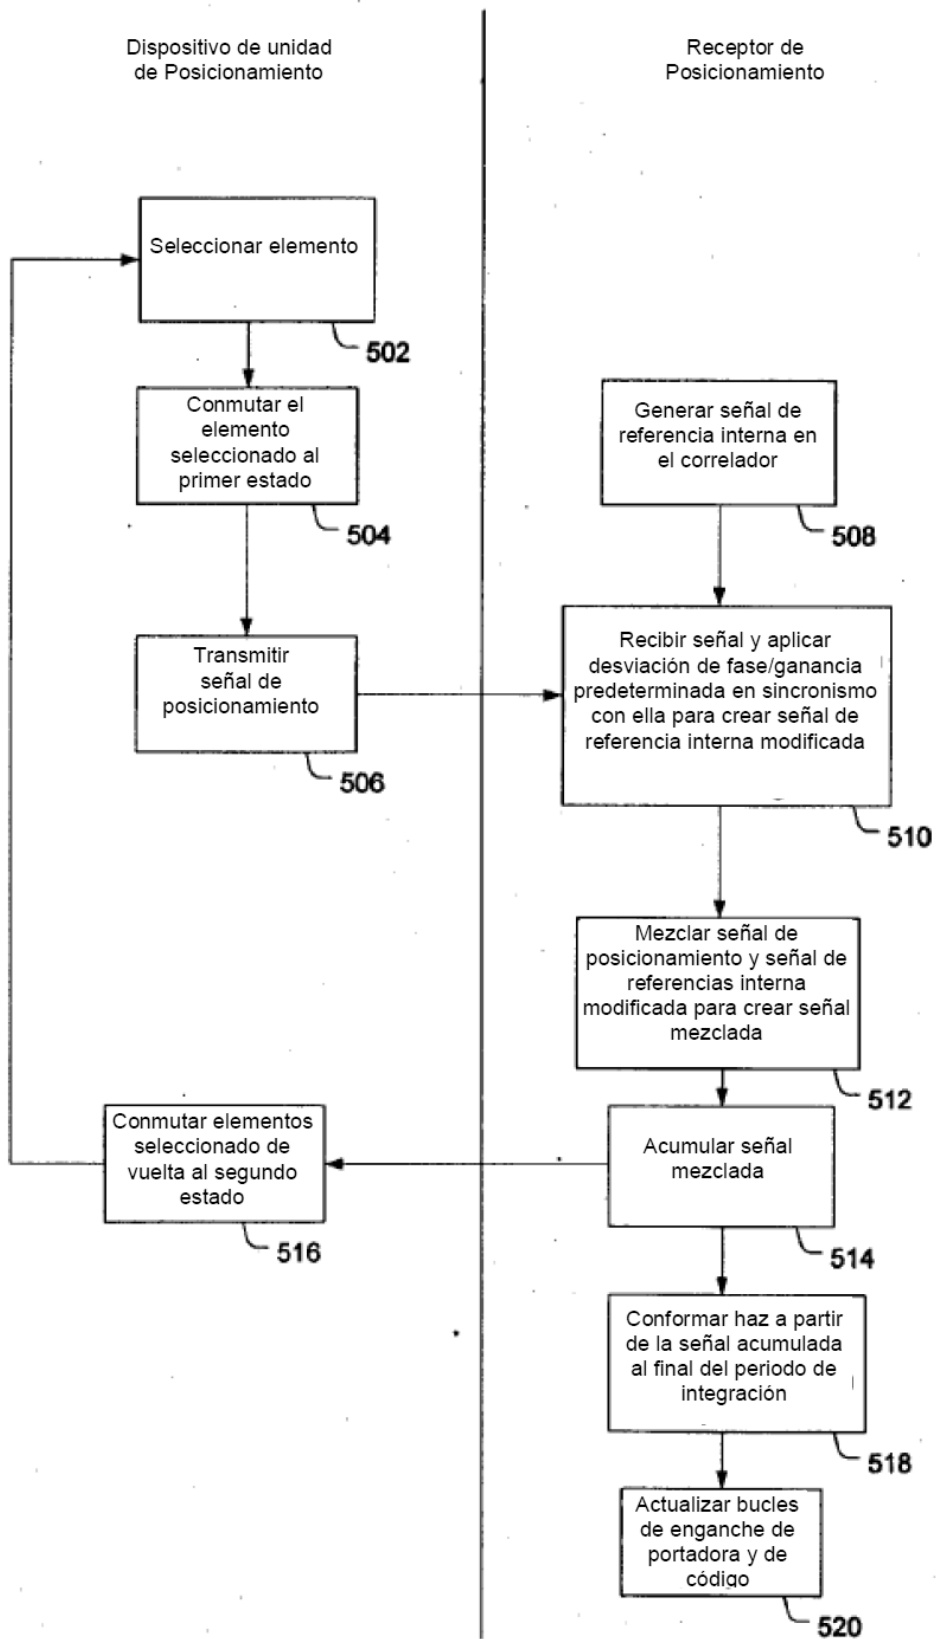 Dispositivo de unidad
de Posicionamiento
Receptor de
Posicionamiento
Seleccionar elemento
502
Conmutar el
elemento
seleccionado al
primer estado
504
Generar señal de
referencia interna en
el correlador
508
Transmitir
señal de
posicionamiento
506
Recibir señal y aplicar
desviación de fase/ganancia
predeterminada en sincronismo
con ella para crear señal de
referencia interna modificada
510
Mezclar señal de
posicionamiento y señal de
referencias interna
modificada para crear señal
mezclada
512
Conmutar elementos
seleccionado de
vuelta al segundo
estado
516
Acumular señal
mezclada
514
Conformar haz a partir
de la señal acumulada
al final del periodo de
integración
518
Actualizar bucles
de enganche de
portadora y de
código
520